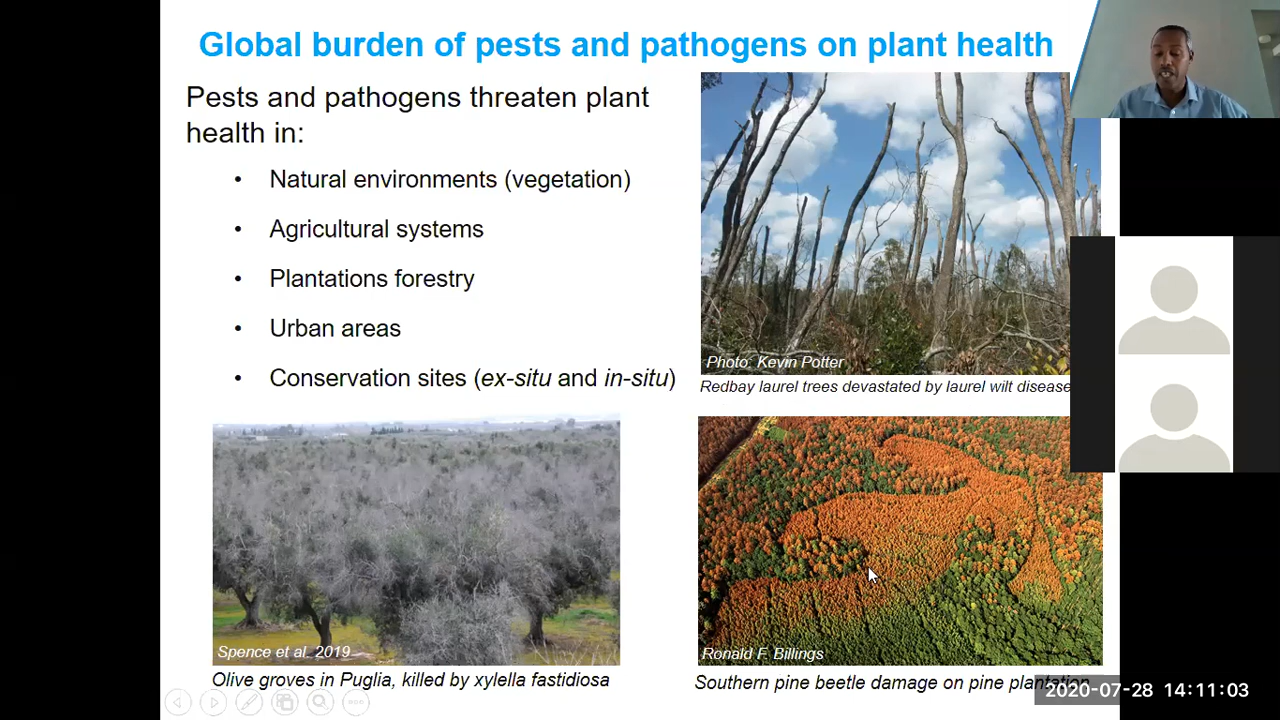 Global burden of pests and pathogens on plant health
Pests and pathogens threaten plant
health in:
• Natural environments (vegetation)
• Agricultural systems
• Plantations forestry
• Urban areas
• Conservation sites (ex-situ and in-situ)
Photo: Kevin Potter
Redbay laurel trees devastated by laurel wilt disease
Spence et al. 2019
Olive groves in Puglia, killed by xylella fastidiosa
Ronald F. Billings
Southern pine beetle damage on pine plantation
2020-07-28 14:11:03